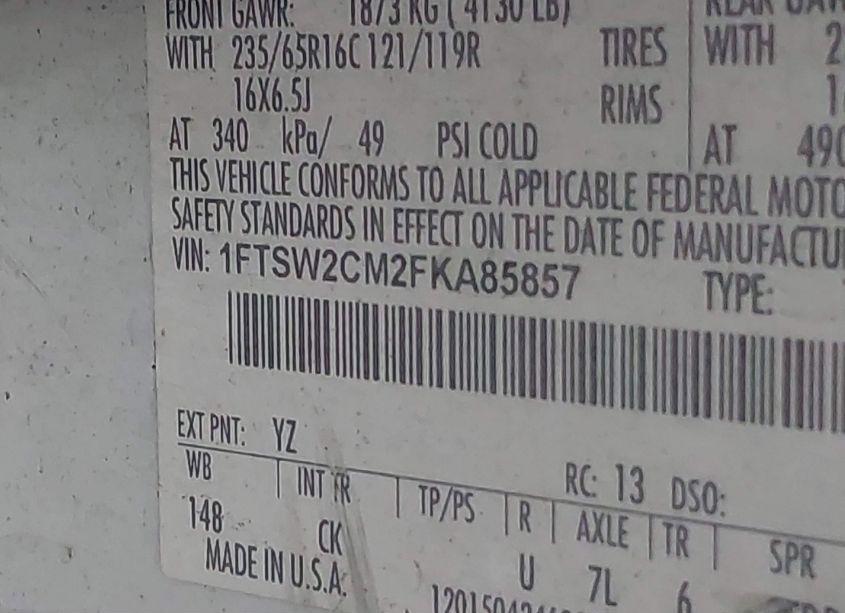 FRONT GAWR: 1873 KG ( 4130 LB)
WITH 235/65R16C 121/119R TIRES WITH
16X6.5J RIMS
AT 340 kPa/ 49 PSI COLD AT 490
THIS VEHICLE CONFORMS TO ALL APPLICABLE FEDERAL MOTO
SAFETY STANDARDS IN EFFECT ON THE DATE OF MANUFACTU
VIN: 1FTSW2CM2FKA85857 TYPE:
EXT PNT: YZ RC: 13 DSO:
WB INT TR TP/PS R AXLE TR SPR
148 CK U 7L 6
MADE IN U.S.A.